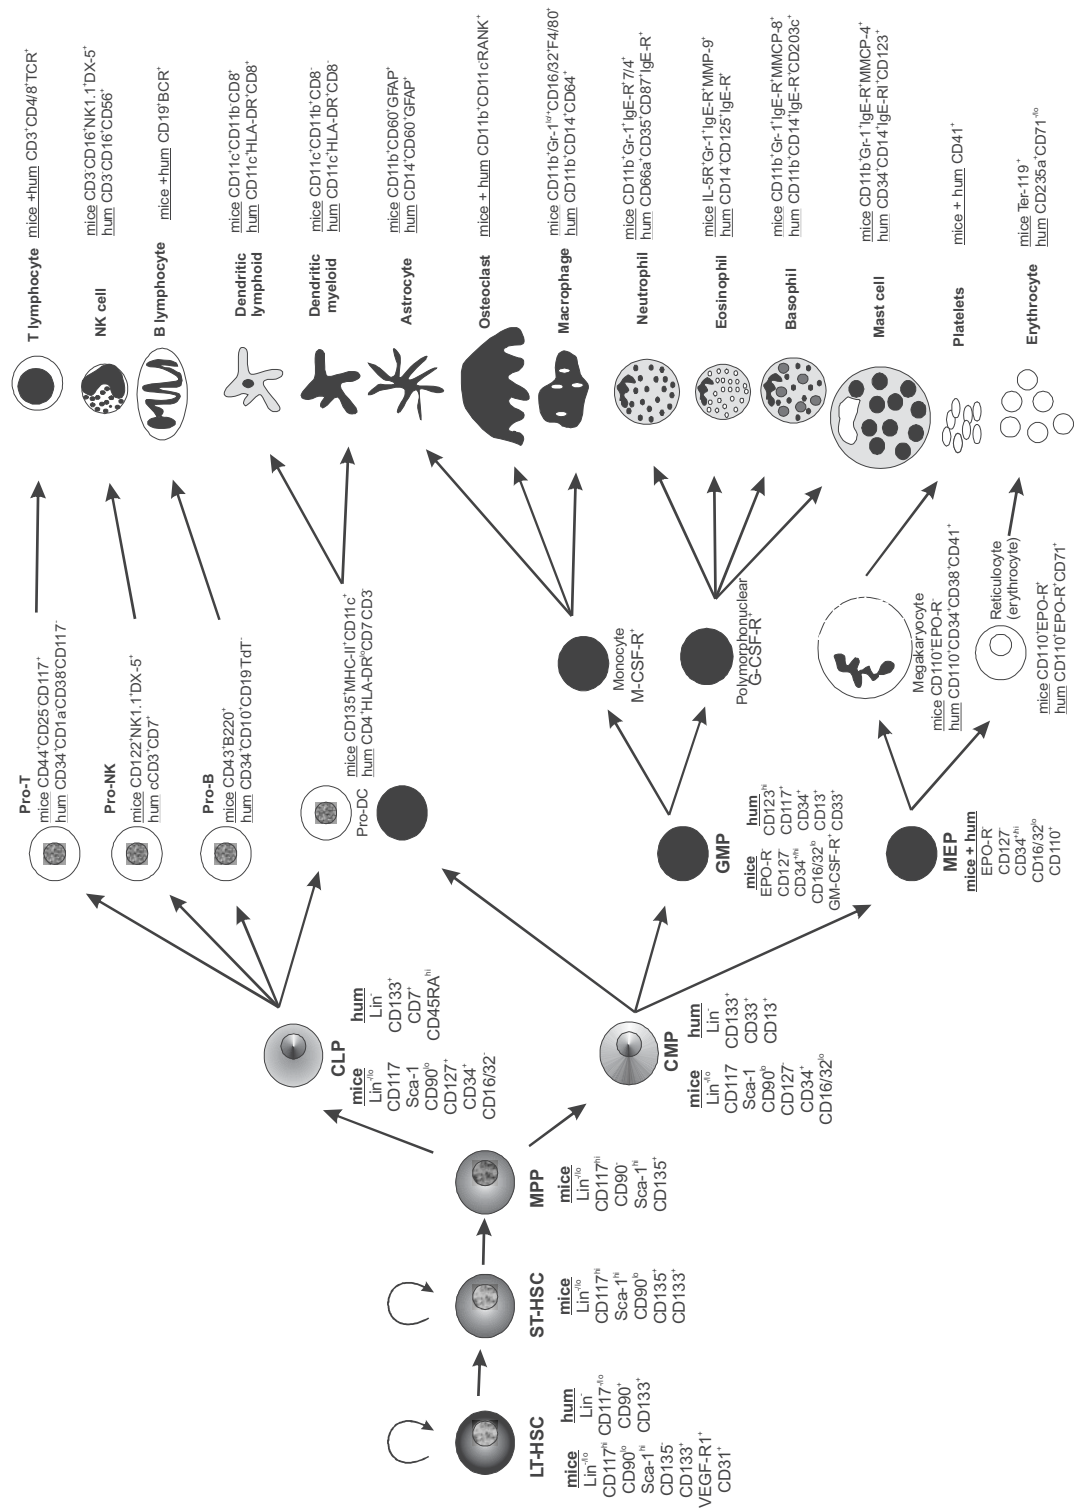 LT-HSC
mice
Lin⁻/ˡᵒ
CD117ʰⁱ
CD90ˡᵒ
Sca-1ʰⁱ
CD135⁻
CD133⁺
VEGF-R1⁺
CD31⁺
hum
Lin⁻
CD117⁻/ˡᵒ
CD90⁺
CD133⁺
ST-HSC
mice
Lin⁻/ˡᵒ
CD117ʰⁱ
Sca-1ʰⁱ
CD90ˡᵒ
CD135⁺
CD133⁺
MPP
mice
Lin⁻/ˡᵒ
CD117ʰⁱ
CD90⁻
Sca-1ʰⁱ
CD135⁺
CLP
mice
Lin⁻/ˡᵒ
CD117
Sca-1
CD90ˡᵒ
CD127⁺
CD34⁺
CD16/32⁻
hum
Lin⁻
CD133⁺
CD7⁺
CD45RAʰⁱ
CMP
mice
Lin⁻/ˡᵒ
CD117
Sca-1
CD90ˡᵒ
CD127⁻
CD34⁺
CD16/32ˡᵒ
hum
Lin⁻
CD133⁺
CD33⁺
CD13⁺
Pro-T
mice CD44⁺CD25⁻CD117⁺
hum CD34⁺CD1a⁻CD38⁻CD117⁻
Pro-NK
mice CD122⁺NK1.1⁺DX-5⁺
hum cCD3⁺CD7⁺
Pro-B
mice CD43⁺B220⁺
hum CD34⁺CD10⁺CD19⁻TdT⁻
Pro-DC
mice CD135⁺MHC-II⁺CD11c⁺
hum CD4⁺HLA-DRˡᵒCD7⁻CD3⁻
GMP
mice
EPO-R⁻
CD127⁻
CD34⁺/ʰⁱ
CD16/32ˡᵒ
GM-CSF-R⁺
hum
CD123ʰⁱ
CD117⁺
CD34⁺
CD13⁺
CD33⁺
MEP
mice + hum
EPO-R⁻
CD127⁻
CD34⁺/ʰⁱ
CD16/32ˡᵒ
CD110⁺
Monocyte
M-CSF-R⁺
Polymorphonuclear
G-CSF-R⁺
Megakaryocyte
mice CD110⁺EPO-R⁻
hum CD110⁺CD34⁺CD38⁺CD41⁺
Reticulocyte
(erythrocyte)
mice CD110⁺EPO-R⁺
hum CD110⁺EPO-R⁺CD71⁺
T lymphocyte mice +hum CD3⁺CD4/8⁺TCR⁺
NK cell
mice CD3⁻CD16⁺NK1.1⁺DX-5⁺
hum CD3⁻CD16⁺CD56⁺
B lymphocyte mice +hum CD19⁺BCR⁺
Dendritic
lymphoid
mice CD11c⁺CD11b⁻CD8⁺
hum CD11c⁺HLA-DR⁺CD8⁺
Dendritic
myeloid
mice CD11c⁺CD11b⁺CD8⁻
hum CD11c⁺HLA-DR⁺CD8⁻
Astrocyte
mice CD11b⁺CD60⁺GFAP⁺
hum CD14⁺CD60⁺GFAP⁺
Osteoclast mice + hum CD11b⁺CD11c⁺RANK⁺
Macrophage
mice CD11b⁺Gr-1ˡᵒ/⁺CD16/32⁺F4/80⁺
hum CD11b⁺CD14⁺CD64⁺
Neutrophil
mice CD11b⁺Gr-1⁺IgE-R⁺7/4⁺
hum CD66a⁺CD35⁺CD87⁺IgE-R⁺
Eosinophil
mice IL-5R⁺Gr-1⁺IgE-R⁺MMP-9⁺
hum CD14⁺CD125⁺IgE-R⁺
Basophil
mice CD11b⁺Gr-1⁺IgE-R⁺MMCP-8⁺
hum CD11b⁺CD14⁺IgE-R⁺CD203c⁺
Mast cell
mice CD11b⁺Gr-1⁺IgE-R⁺MMCP-4⁺
hum CD34⁺CD14⁺IgE-RI⁺CD123⁺
Platelets mice + hum CD41⁺
Erythrocyte
mice Ter-119⁺
hum CD235a⁺CD71⁻/ˡᵒ